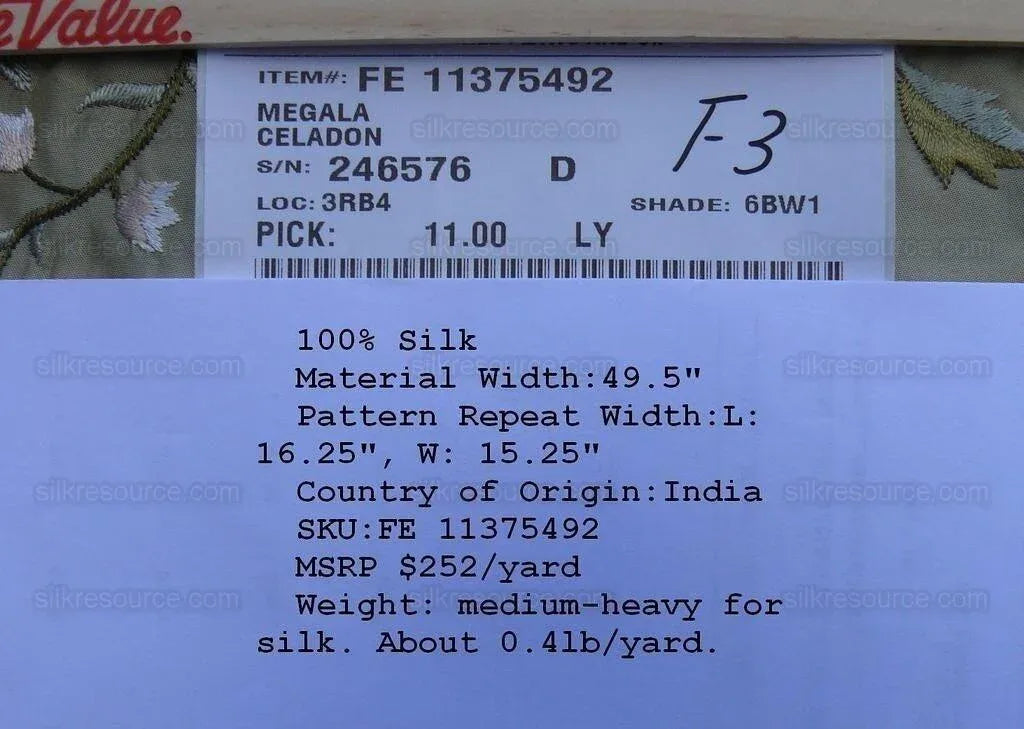 eValue.
ITEM#: FE 11375492
MEGALA
CELADON
F-3
S/N: 246576 D
LOC: 3RB4 SHADE: 6BW1
PICK: 11.00 LY
100% Silk
Material Width:49.5"
Pattern Repeat Width:L:
16.25", W: 15.25"
Country of Origin:India
SKU:FE 11375492
MSRP $252/yard
Weight: medium-heavy for
silk. About 0.4lb/yard.
silkresource.com